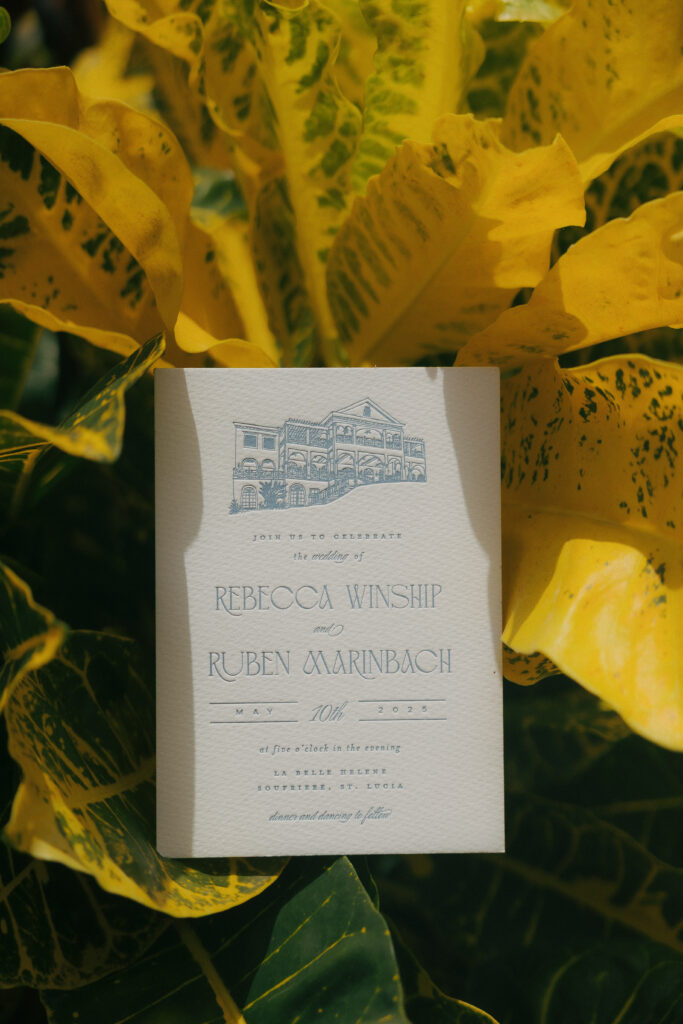 JOIN US TO CELEBRATE
the wedding of
REBECCA WINSHIP
and
RUBEN MARINBACH
MAY 10th 2025
at five o'clock in the evening
LA BELLE HELENE
SOUFRIERE, ST. LUCIA
dinner and dancing to follow